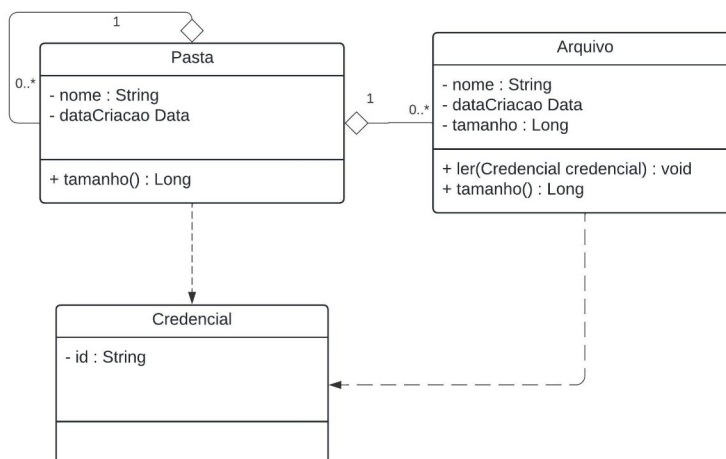 1
0..*
Pasta
- nome : String
- dataCriacao Data
+ tamanho() : Long
1
0..*
Arquivo
- nome : String
- dataCriacao Data
- tamanho : Long
+ ler(Credencial credencial) : void
+ tamanho() : Long
Credencial
- id : String